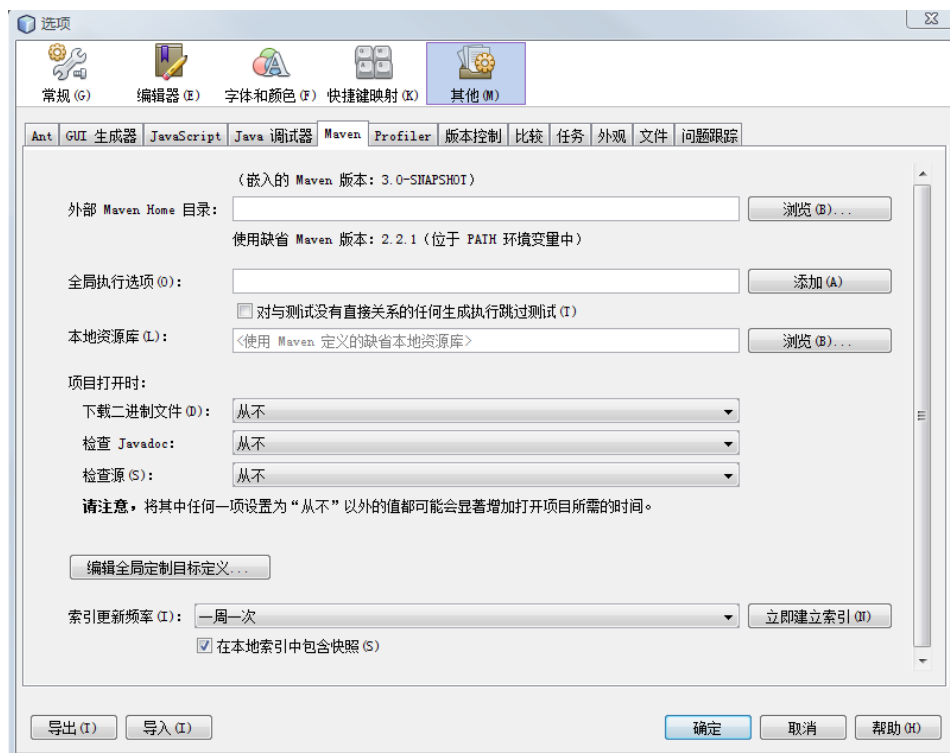 选项
常规(G) 编辑器(E) 字体和颜色(F) 快捷键映射(K) 其他(M)
Ant GUI 生成器 JavaScript Java 调试器 Maven Profiler 版本控制 比较 任务 外观 文件 问题跟踪
(嵌入的 Maven 版本: 3.0-SNAPSHOT)
外部 Maven Home 目录: 浏览(B)...
使用缺省 Maven 版本: 2.2.1(位于 PATH 环境变量中)
全局执行选项(O): 添加(A)
对与测试没有直接关系的任何生成执行跳过测试(T)
本地资源库(L): <使用 Maven 定义的缺省本地资源库> 浏览(B)...
项目打开时:
下载二进制文件(D): 从不
检查 Javadoc: 从不
检查源(S): 从不
请注意,将其中任何一项设置为“从不”以外的值都可能会显著增加打开项目所需的时间。
编辑全局定制目标定义...
索引更新频率(I): 一周一次 立即建立索引(N)
在本地索引中包含快照(S)
导出(I) 导入(I) 确定 取消 帮助(H)